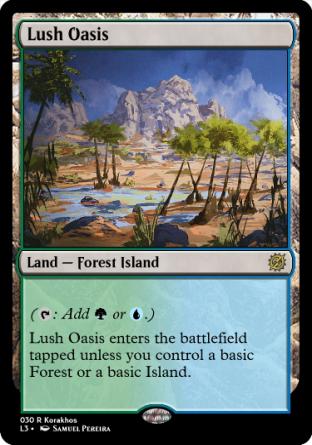 Lush Oasis
Land — Forest Island
( : Add or .)
Lush Oasis enters the battlefield
tapped unless you control a basic
Forest or a basic Island.
030 R Korakhos
L3 • Samuel Pereira